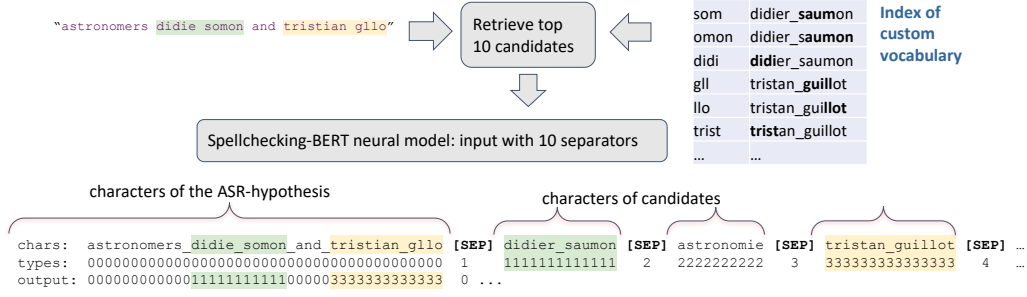 "astronomers didie somon and tristian gllo"
Retrieve top
10 candidates
som didier_saumon
omon didier_saumon
didi didier_saumon
gll tristan_guillot
llo tristan_guillot
trist tristan_guillot
... ...
Index of
custom
vocabulary
Spellchecking-BERT neural model: input with 10 separators
characters of the ASR-hypothesis
characters of candidates
chars: astronomers_didie_somon_and_tristian_gllo [SEP] didier_saumon [SEP] astronomie [SEP] tristan_guillot [SEP] …
types: 00000000000000000000000000000000000000000 1 1111111111111 2 2222222222 3 333333333333333 4 …
output: 00000000000011111111111000003333333333333 0 ...